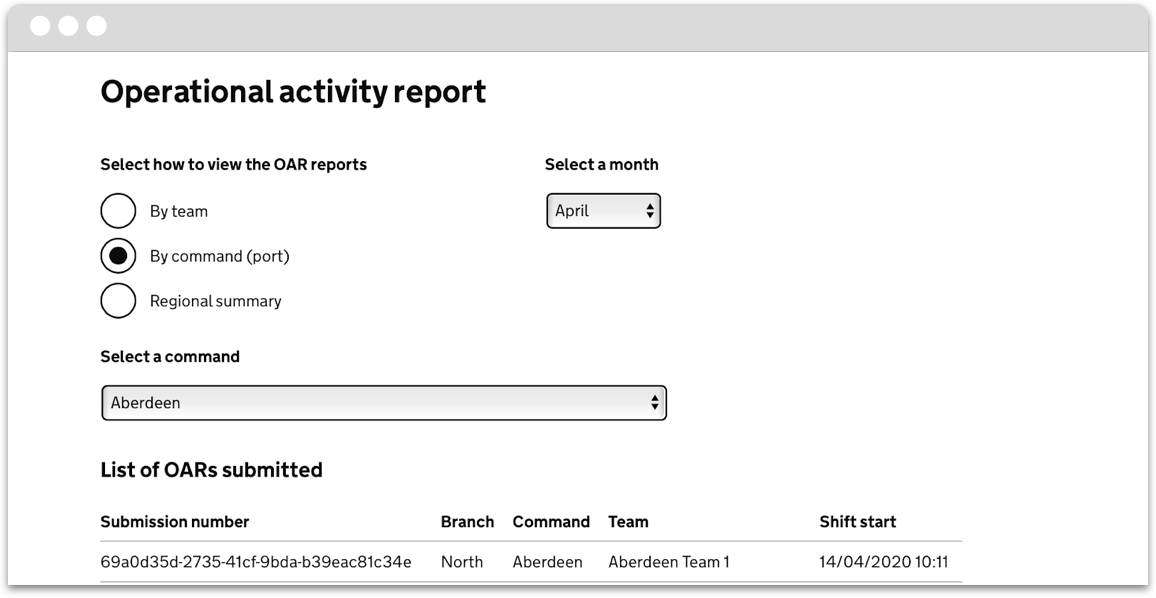 Operational activity report
Select how to view the OAR reports
By team
By command (port)
Regional summary
Select a month
April
Select a command
Aberdeen
List of OARs submitted
Submission number Branch Command Team Shift start
69a0d35d-2735-41cf-9bda-b39eac81c34e North Aberdeen Aberdeen Team 1 14/04/2020 10:11